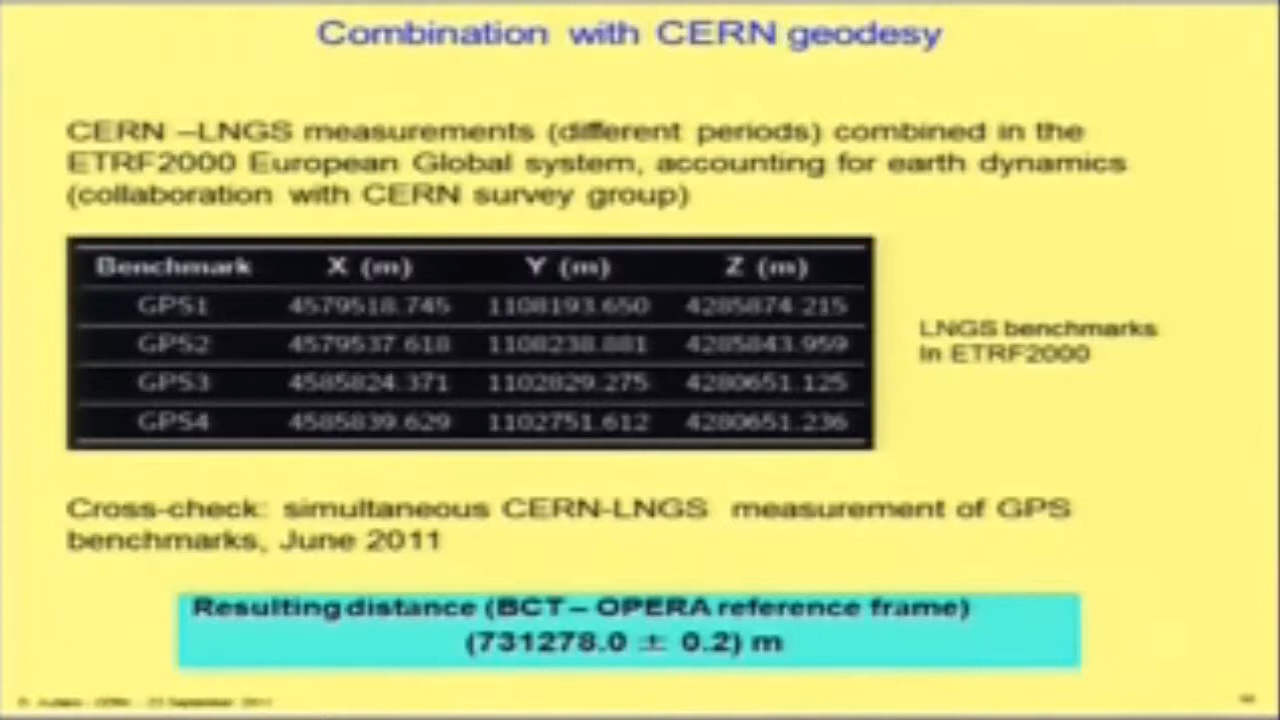 Combination with CERN geodesy
CERN –LNGS measurements (different periods) combined in the
ETRF2000 European Global system, accounting for earth dynamics
(collaboration with CERN survey group)
Benchmark X (m) Y (m) Z (m)
GPS1 4579518.745 1108193.650 4285874.215
GPS2 4579537.618 1108238.881 4285843.959
GPS3 4585824.371 1102829.275 4280651.125
GPS4 4585839.629 1102751.612 4280651.236
LNGS benchmarks
In ETRF2000
Cross-check: simultaneous CERN-LNGS measurement of GPS
benchmarks, June 2011
Resulting distance (BCT – OPERA reference frame)
(731278.0 ± 0.2) m
CERN - 23 September 2011